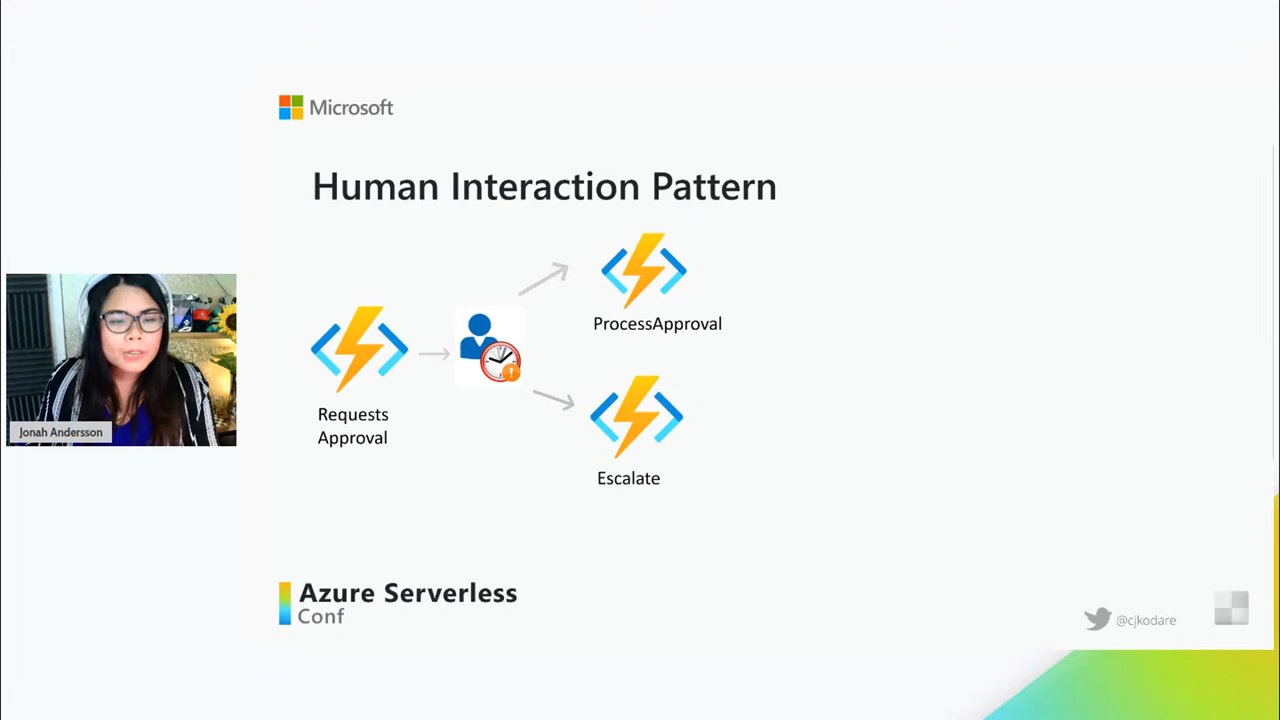 Microsoft
Human Interaction Pattern
ProcessApproval
Requests
Approval
Escalate
Jonah Andersson
Azure Serverless
Conf
@cjkodare